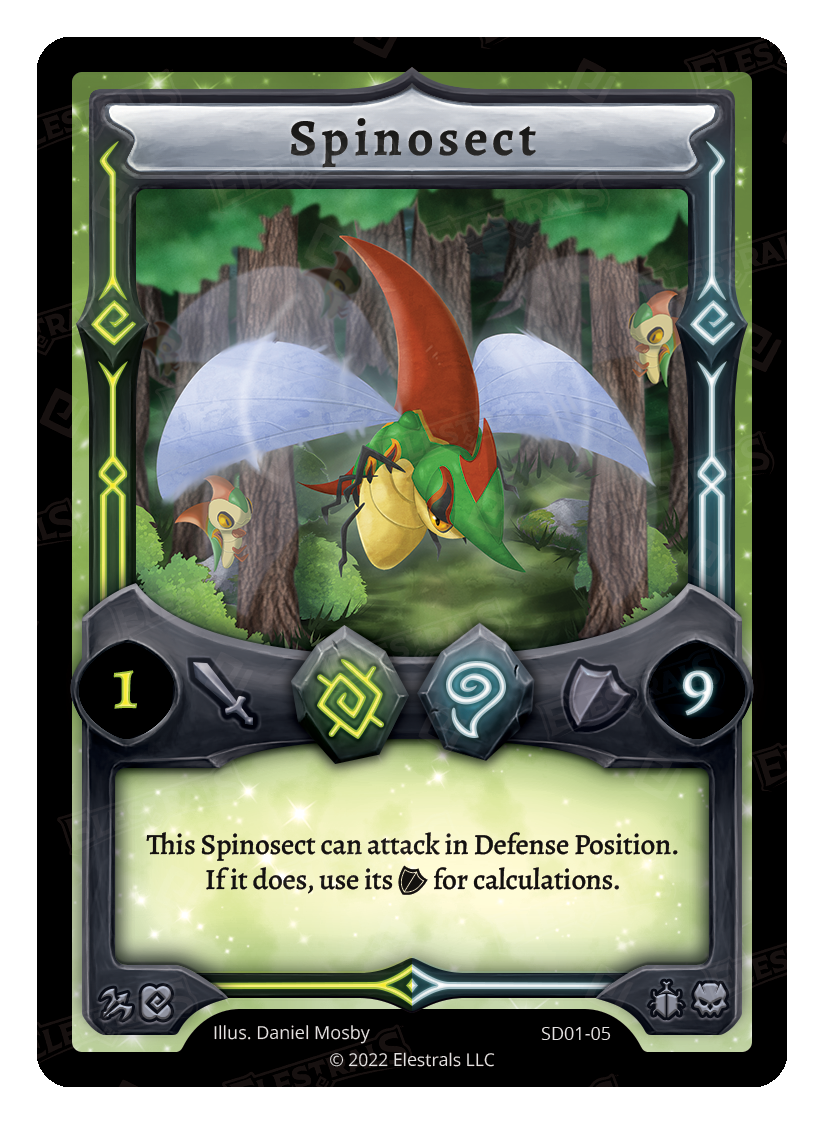 Spinosect
1
9
This Spinosect can attack in Defense Position.
If it does, use its for calculations.
Illus. Daniel Mosby
SD01-05
© 2022 Elestrals LLC
ELESTRALS